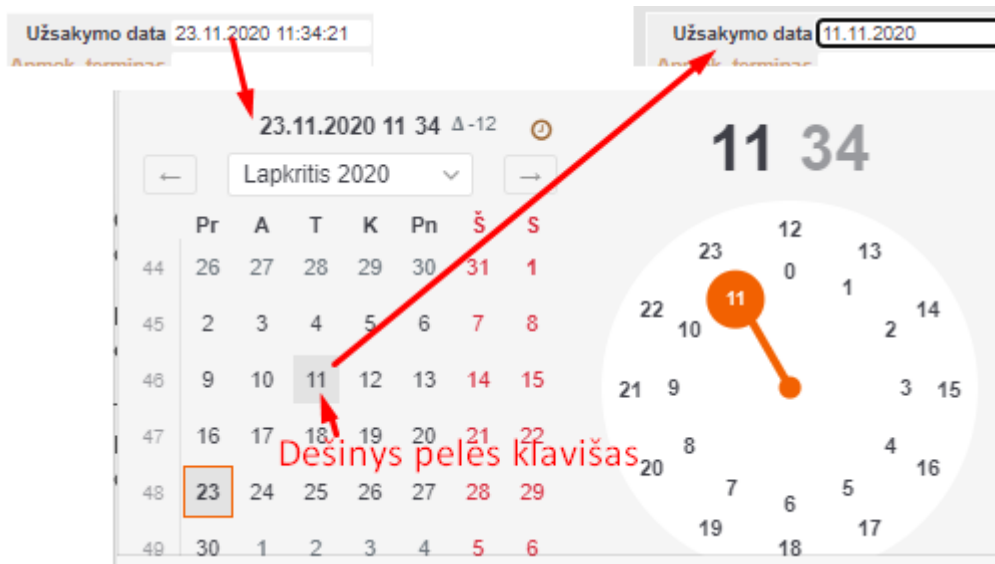 Užsakymo data 23.11.2020 11:34:21
Užsakymo data 11.11.2020
Apmok. terminas
Apmok. terminas
23.11.2020 11 34 Δ-12
11 34
← Lapkritis 2020 →
Pr A T K Pn Š S
44 26 27 28 29 30 31 1
45 2 3 4 5 6 7 8
46 9 10 11 12 13 14 15
47 16 17 18 19 20 21 22
Dešinys pelės klavišas
48 23 24 25 26 27 28 29
49 30 1 2 3 4 5 6
12
23 13
0
11 1
22 14
10 2
21 9 3 15
8 4
20 16
7 5
6
19 17
18